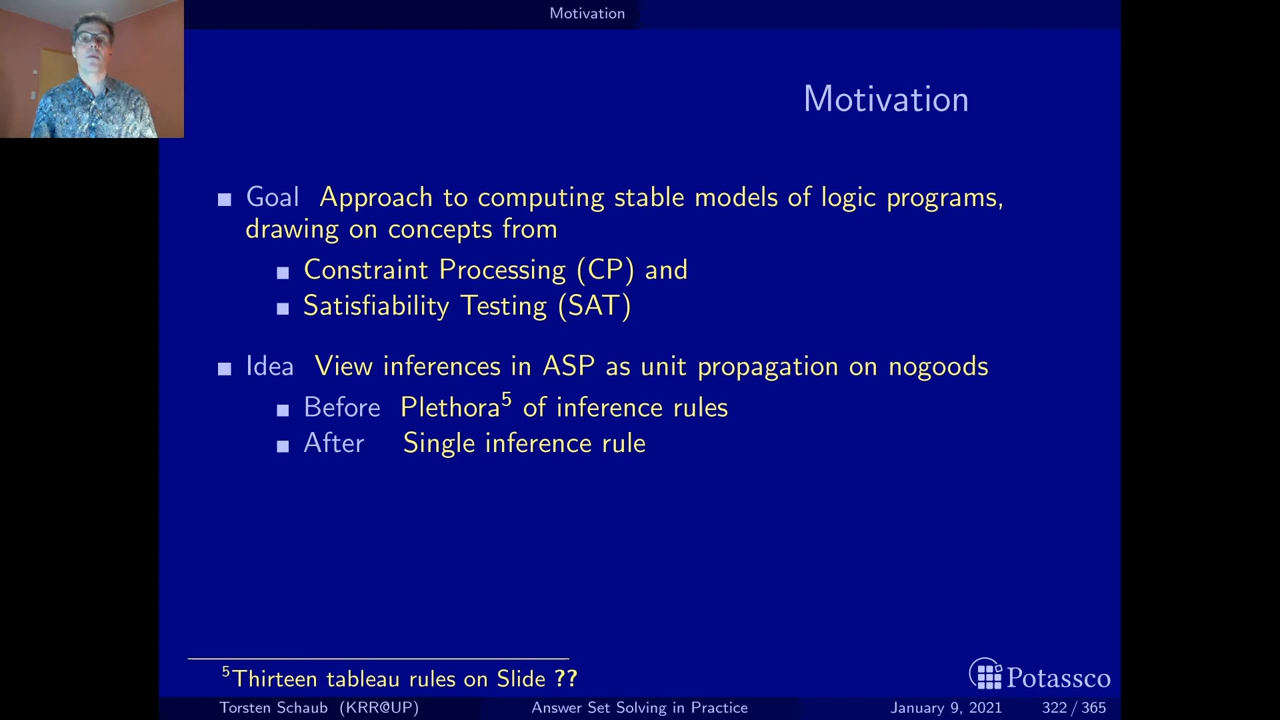 Motivation
Motivation
Goal Approach to computing stable models of logic programs,
drawing on concepts from
Constraint Processing (CP) and
Satisfiability Testing (SAT)
Idea View inferences in ASP as unit propagation on nogoods
Before Plethora⁵ of inference rules
After Single inference rule
⁵Thirteen tableau rules on Slide ??
Potassco
Torsten Schaub (KRR@UP) Answer Set Solving in Practice January 9, 2021 322 / 365